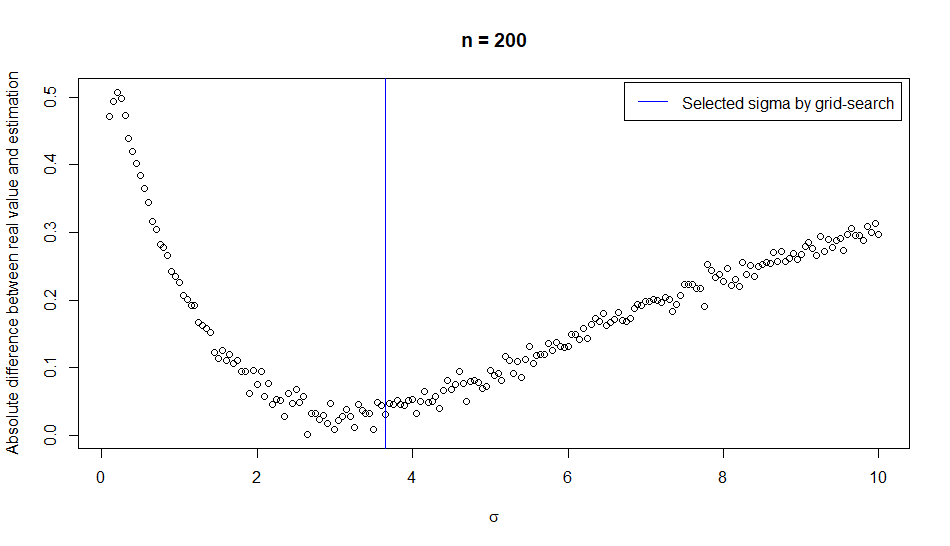 n = 200
Selected sigma by grid-search
Absolute difference between real value and estimation
0.5
0.4
0.3
0.2
0.1
0.0
0 2 4 6 8 10
σ